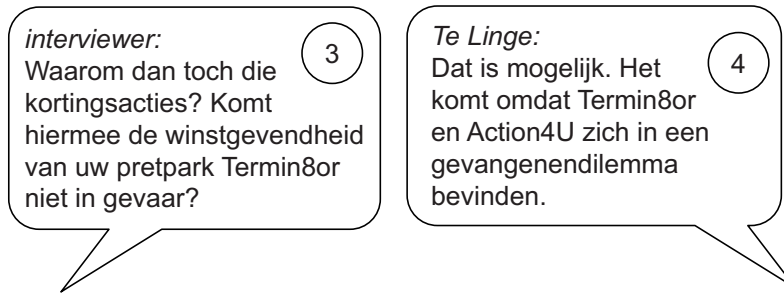 interviewer:
3
Waarom dan toch die
kortingsacties? Komt
hiermee de winstgevendheid
van uw pretpark Termin8or
niet in gevaar?
Te Linge:
4
Dat is mogelijk. Het
komt omdat Termin8or
en Action4U zich in een
gevangenendilemma
bevinden.